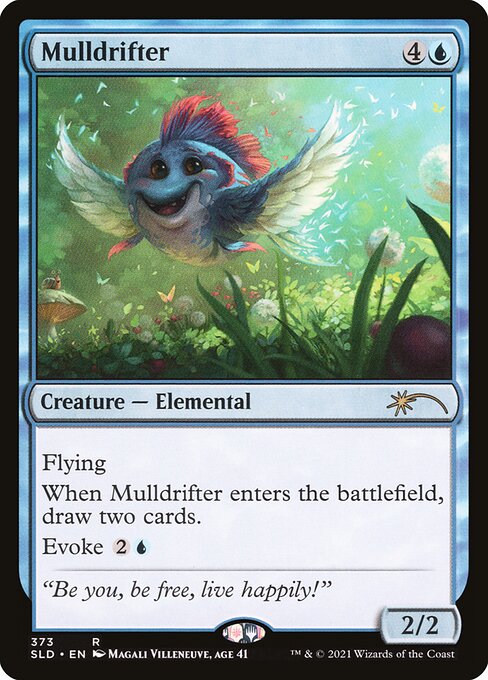 Mulldrifter 4
Creature — Elemental
Flying
When Mulldrifter enters the battlefield,
draw two cards.
Evoke 2
“Be you, be free, live happily!”
2/2
373 R
SLD • EN Magali Villeneuve, age 41 ™ & © 2021 Wizards of the Coast